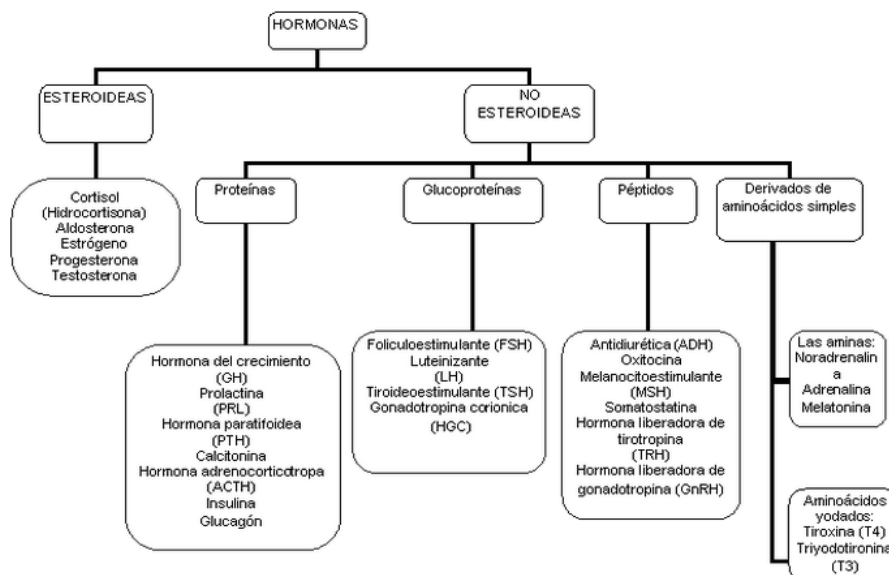 HORMONAS
ESTEROIDEAS
NO
ESTEROIDEAS
Cortisol
(Hidrocortisona)
Aldosterona
Estrógeno
Progesterona
Testosterona
Proteínas
Glucoproteínas
Péptidos
Derivados de
aminoácidos simples
Hormona del crecimiento
(GH)
Prolactina
(PRL)
Hormona paratifoidea
(PTH)
Calcitonina
Hormona adrenocorticotropa
(ACTH)
Insulina
Glucagón
Foliculoestimulante (FSH)
Luteinizante
(LH)
Tiroideoestimulante (TSH)
Gonadotropina corionica
(HGC)
Antidiurética (ADH)
Oxitocina
Melanocitoestimulante
(MSH)
Somatostatina
Hormona liberadora de
tirotropina
(TRH)
Hormona liberadora de
gonadotropina (GnRH)
Las aminas:
Noradrenalin
a
Adrenalina
Melatonina
Aminoácidos
yodados:
Tiroxina (T4)
Triyodotironina
(T3)